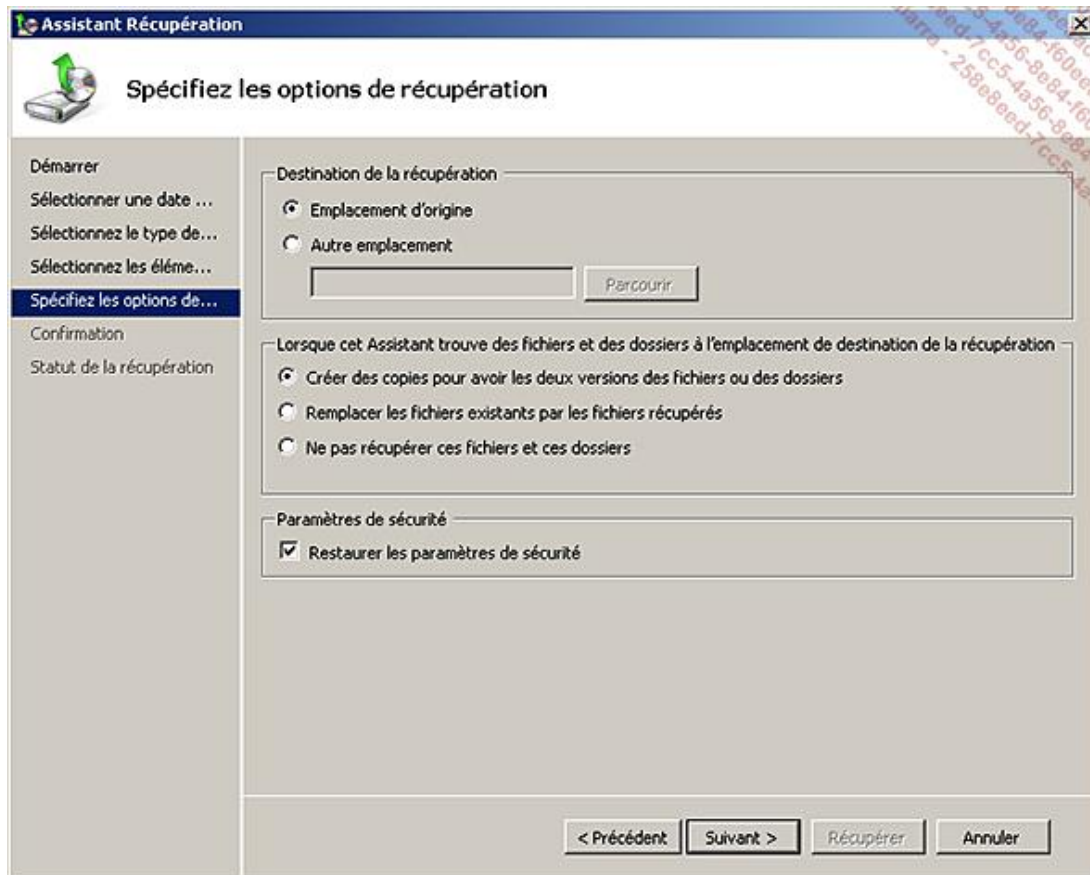 Assistant Récupération
Spécifiez les options de récupération
Démarrer
Sélectionner une date ...
Sélectionnez le type de...
Sélectionnez les éléme...
Spécifiez les options de...
Confirmation
Statut de la récupération
Destination de la récupération
Emplacement d'origine
Autre emplacement
Parcourir
Lorsque cet Assistant trouve des fichiers et des dossiers à l'emplacement de destination de la récupération
Créer des copies pour avoir les deux versions des fichiers ou des dossiers
Remplacer les fichiers existants par les fichiers récupérés
Ne pas récupérer ces fichiers et ces dossiers
Paramètres de sécurité
Restaurer les paramètres de sécurité
< Précédent
Suivant >
Récupérer
Annuler